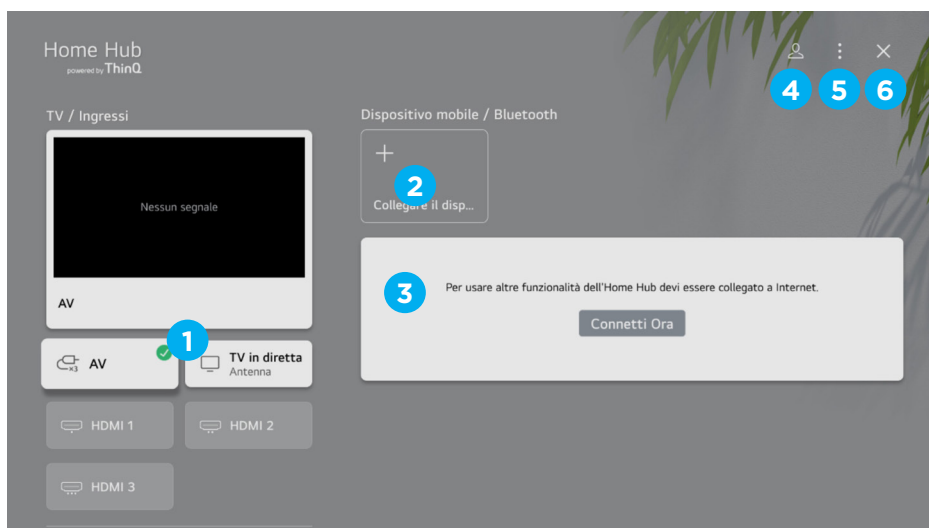 Home Hub
powered by ThinQ
4 5 6
TV / Ingressi
Dispositivo mobile / Bluetooth
Nessun segnale
2
Collegare il disp...
AV
3
Per usare altre funzionalità dell'Home Hub devi essere collegato a Internet.
Connetti Ora
1
x3 AV
TV in diretta
Antenna
HDMI 1
HDMI 2
HDMI 3